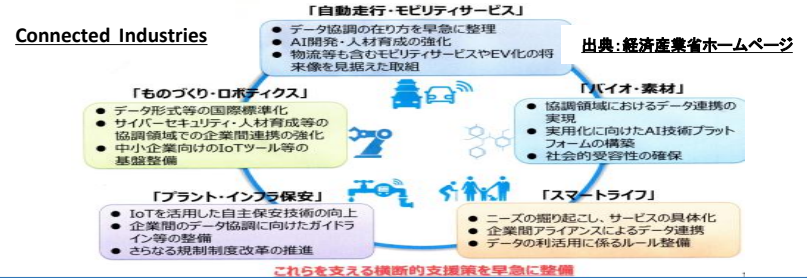 「自動走行・モビリティサービス」
Connected Industries
● データ協調の在り方を早急に整理
● AI開発・人材育成の強化
● 物流等も含むモビリティサービスやEV化の将
来像を見据えた取組
出典：経済産業省ホームページ
「ものづくり・ロボティクス」
● データ形式等の国際標準化
● サイバーセキュリティ・人材育成等の
協調領域での企業間連携の強化
● 中小企業向けのIoTツール等の
基盤整備
「バイオ・素材」
● 協調領域におけるデータ連携の
実現
● 実用化に向けたAI技術プラット
フォームの構築
● 社会的受容性の確保
「プラント・インフラ保安」
● IoTを活用した自主保安技術の向上
● 企業間のデータ協調に向けたガイドラ
イン等の整備
● さらなる規制制度改革の推進
「スマートライフ」
● ニーズの掘り起こし、サービスの具体化
● 企業間アライアンスによるデータ連携
● データの利活用に係るルール整備
これらを支える横断的支援策を早急に整備
1